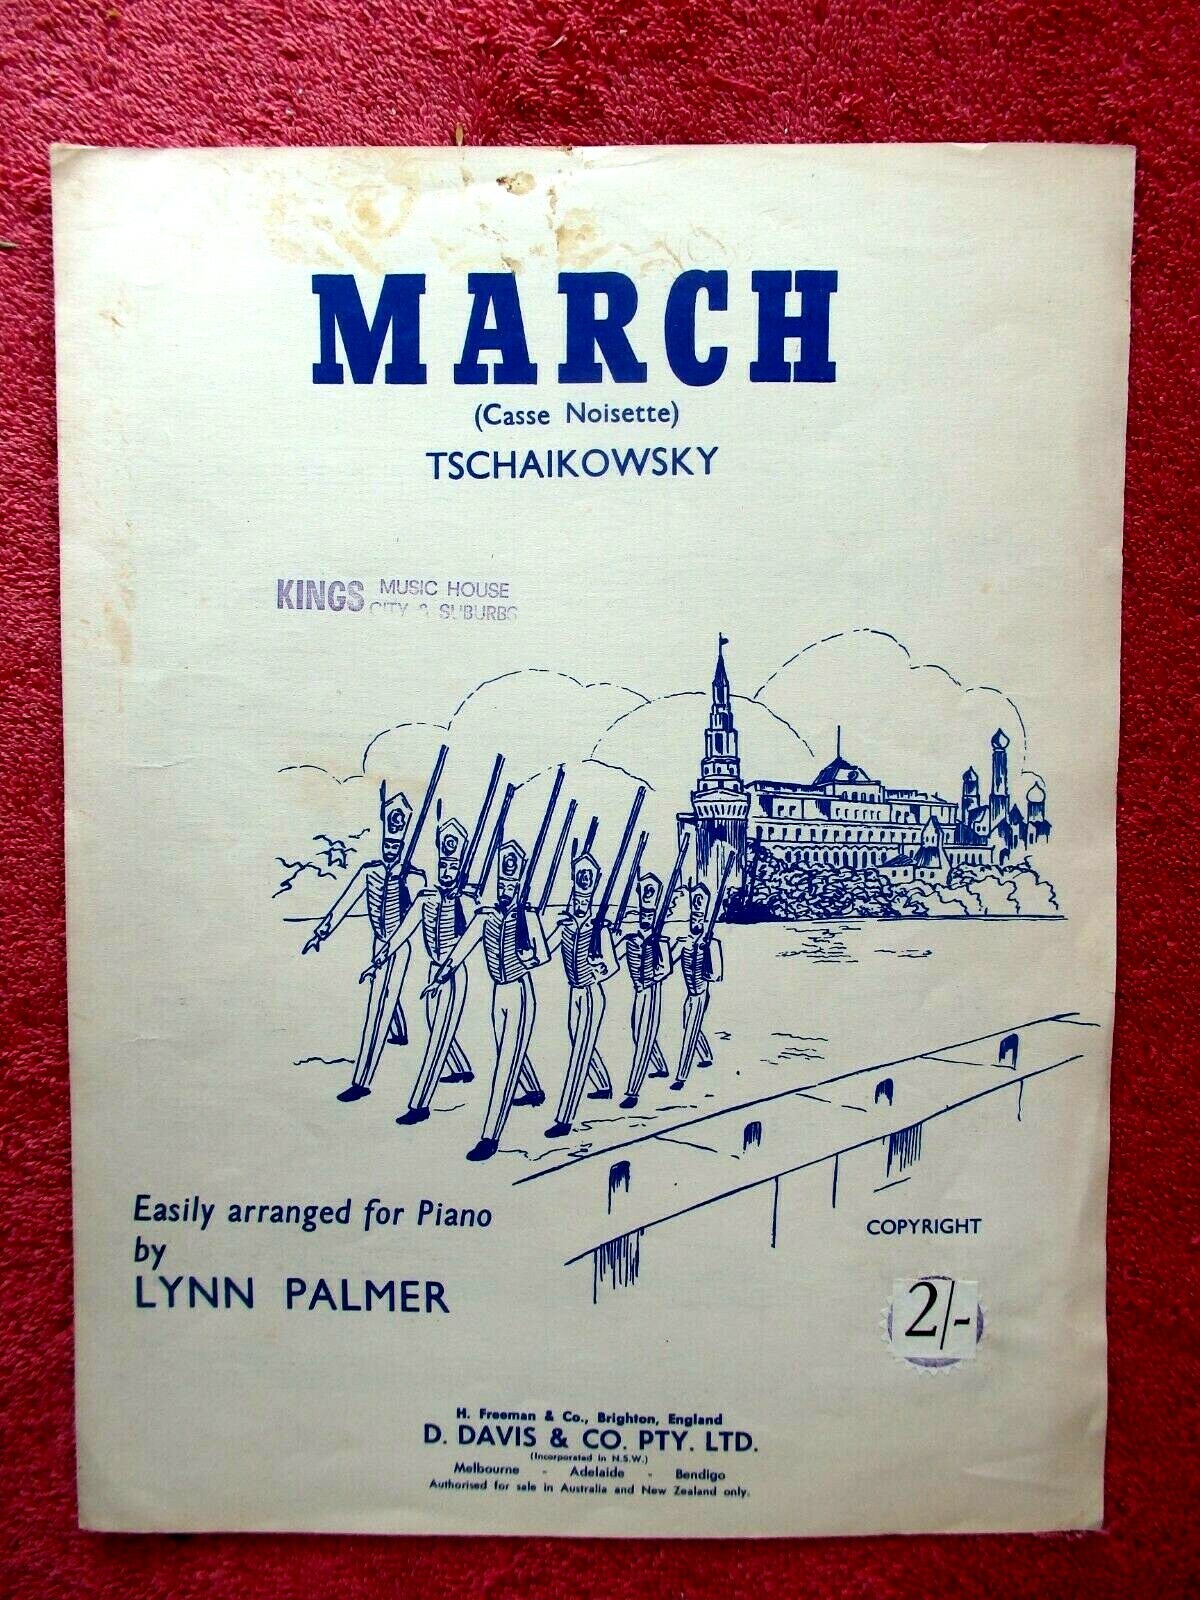 MARCH
(Casse Noisette)
TSCHAIKOWSKY
KINGS MUSIC HOUSE
CITY & SUBURBS
Easily arranged for Piano
by
LYNN PALMER
COPYRIGHT
2/-
H. Freeman & Co., Brighton, England
D. DAVIS & CO. PTY. LTD.
(Incorporated in N.S.W.)
Melbourne - Adelaide - Bendigo
Authorised for sale in Australia and New Zealand only.